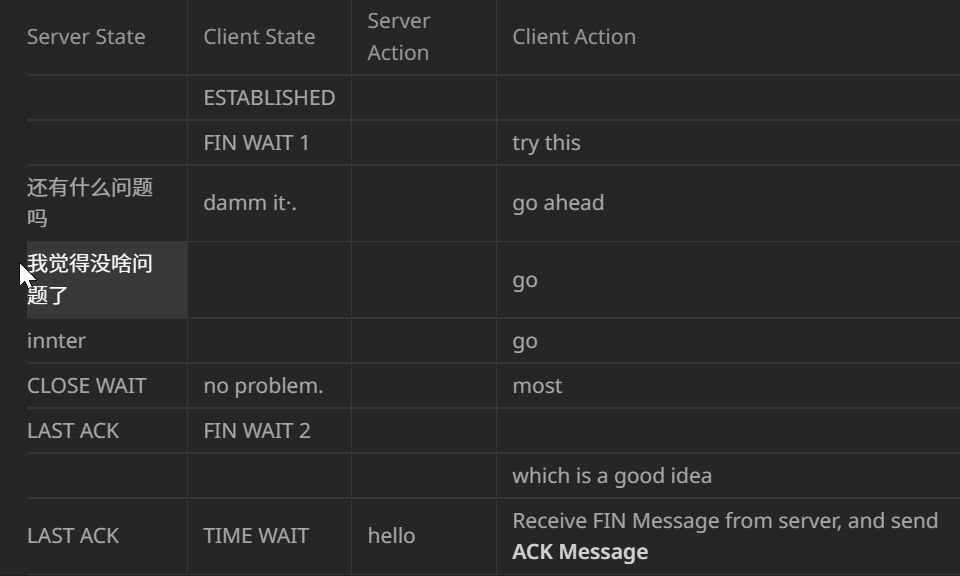 Server State Client State Server Action Client Action
ESTABLISHED
FIN WAIT 1 try this
还有什么问题吗 damm it·. go ahead
我觉得没啥问题了 go
innter go
CLOSE WAIT no problem. most
LAST ACK FIN WAIT 2
which is a good idea
LAST ACK TIME WAIT hello Receive FIN Message from server, and send ACK Message